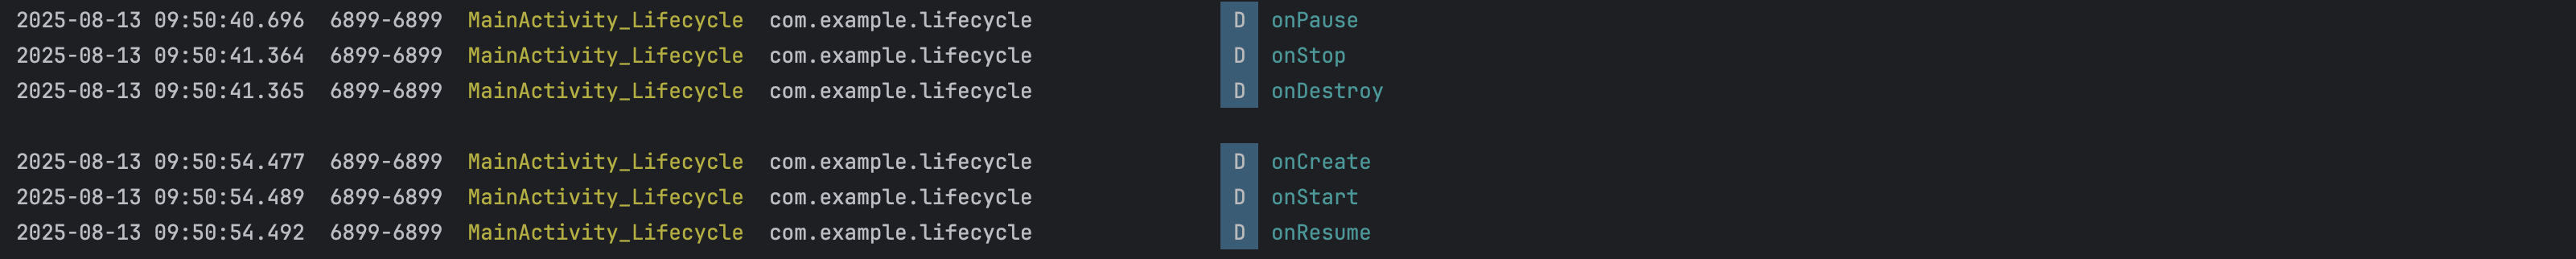 2025-08-13 09:50:40.696 6899-6899 MainActivity_Lifecycle com.example.lifecycle D onPause
2025-08-13 09:50:41.364 6899-6899 MainActivity_Lifecycle com.example.lifecycle D onStop
2025-08-13 09:50:41.365 6899-6899 MainActivity_Lifecycle com.example.lifecycle D onDestroy
2025-08-13 09:50:54.477 6899-6899 MainActivity_Lifecycle com.example.lifecycle D onCreate
2025-08-13 09:50:54.489 6899-6899 MainActivity_Lifecycle com.example.lifecycle D onStart
2025-08-13 09:50:54.492 6899-6899 MainActivity_Lifecycle com.example.lifecycle D onResume